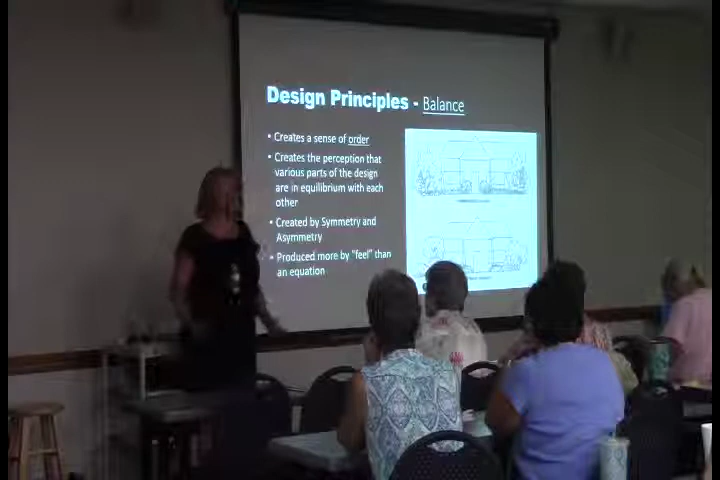 Design Principles - Balance
• Creates a sense of order
• Creates the perception that
various parts of the design
are in equilibrium with each
other
• Created by Symmetry and
Asymmetry
• Produced more by "feel" than
an equation